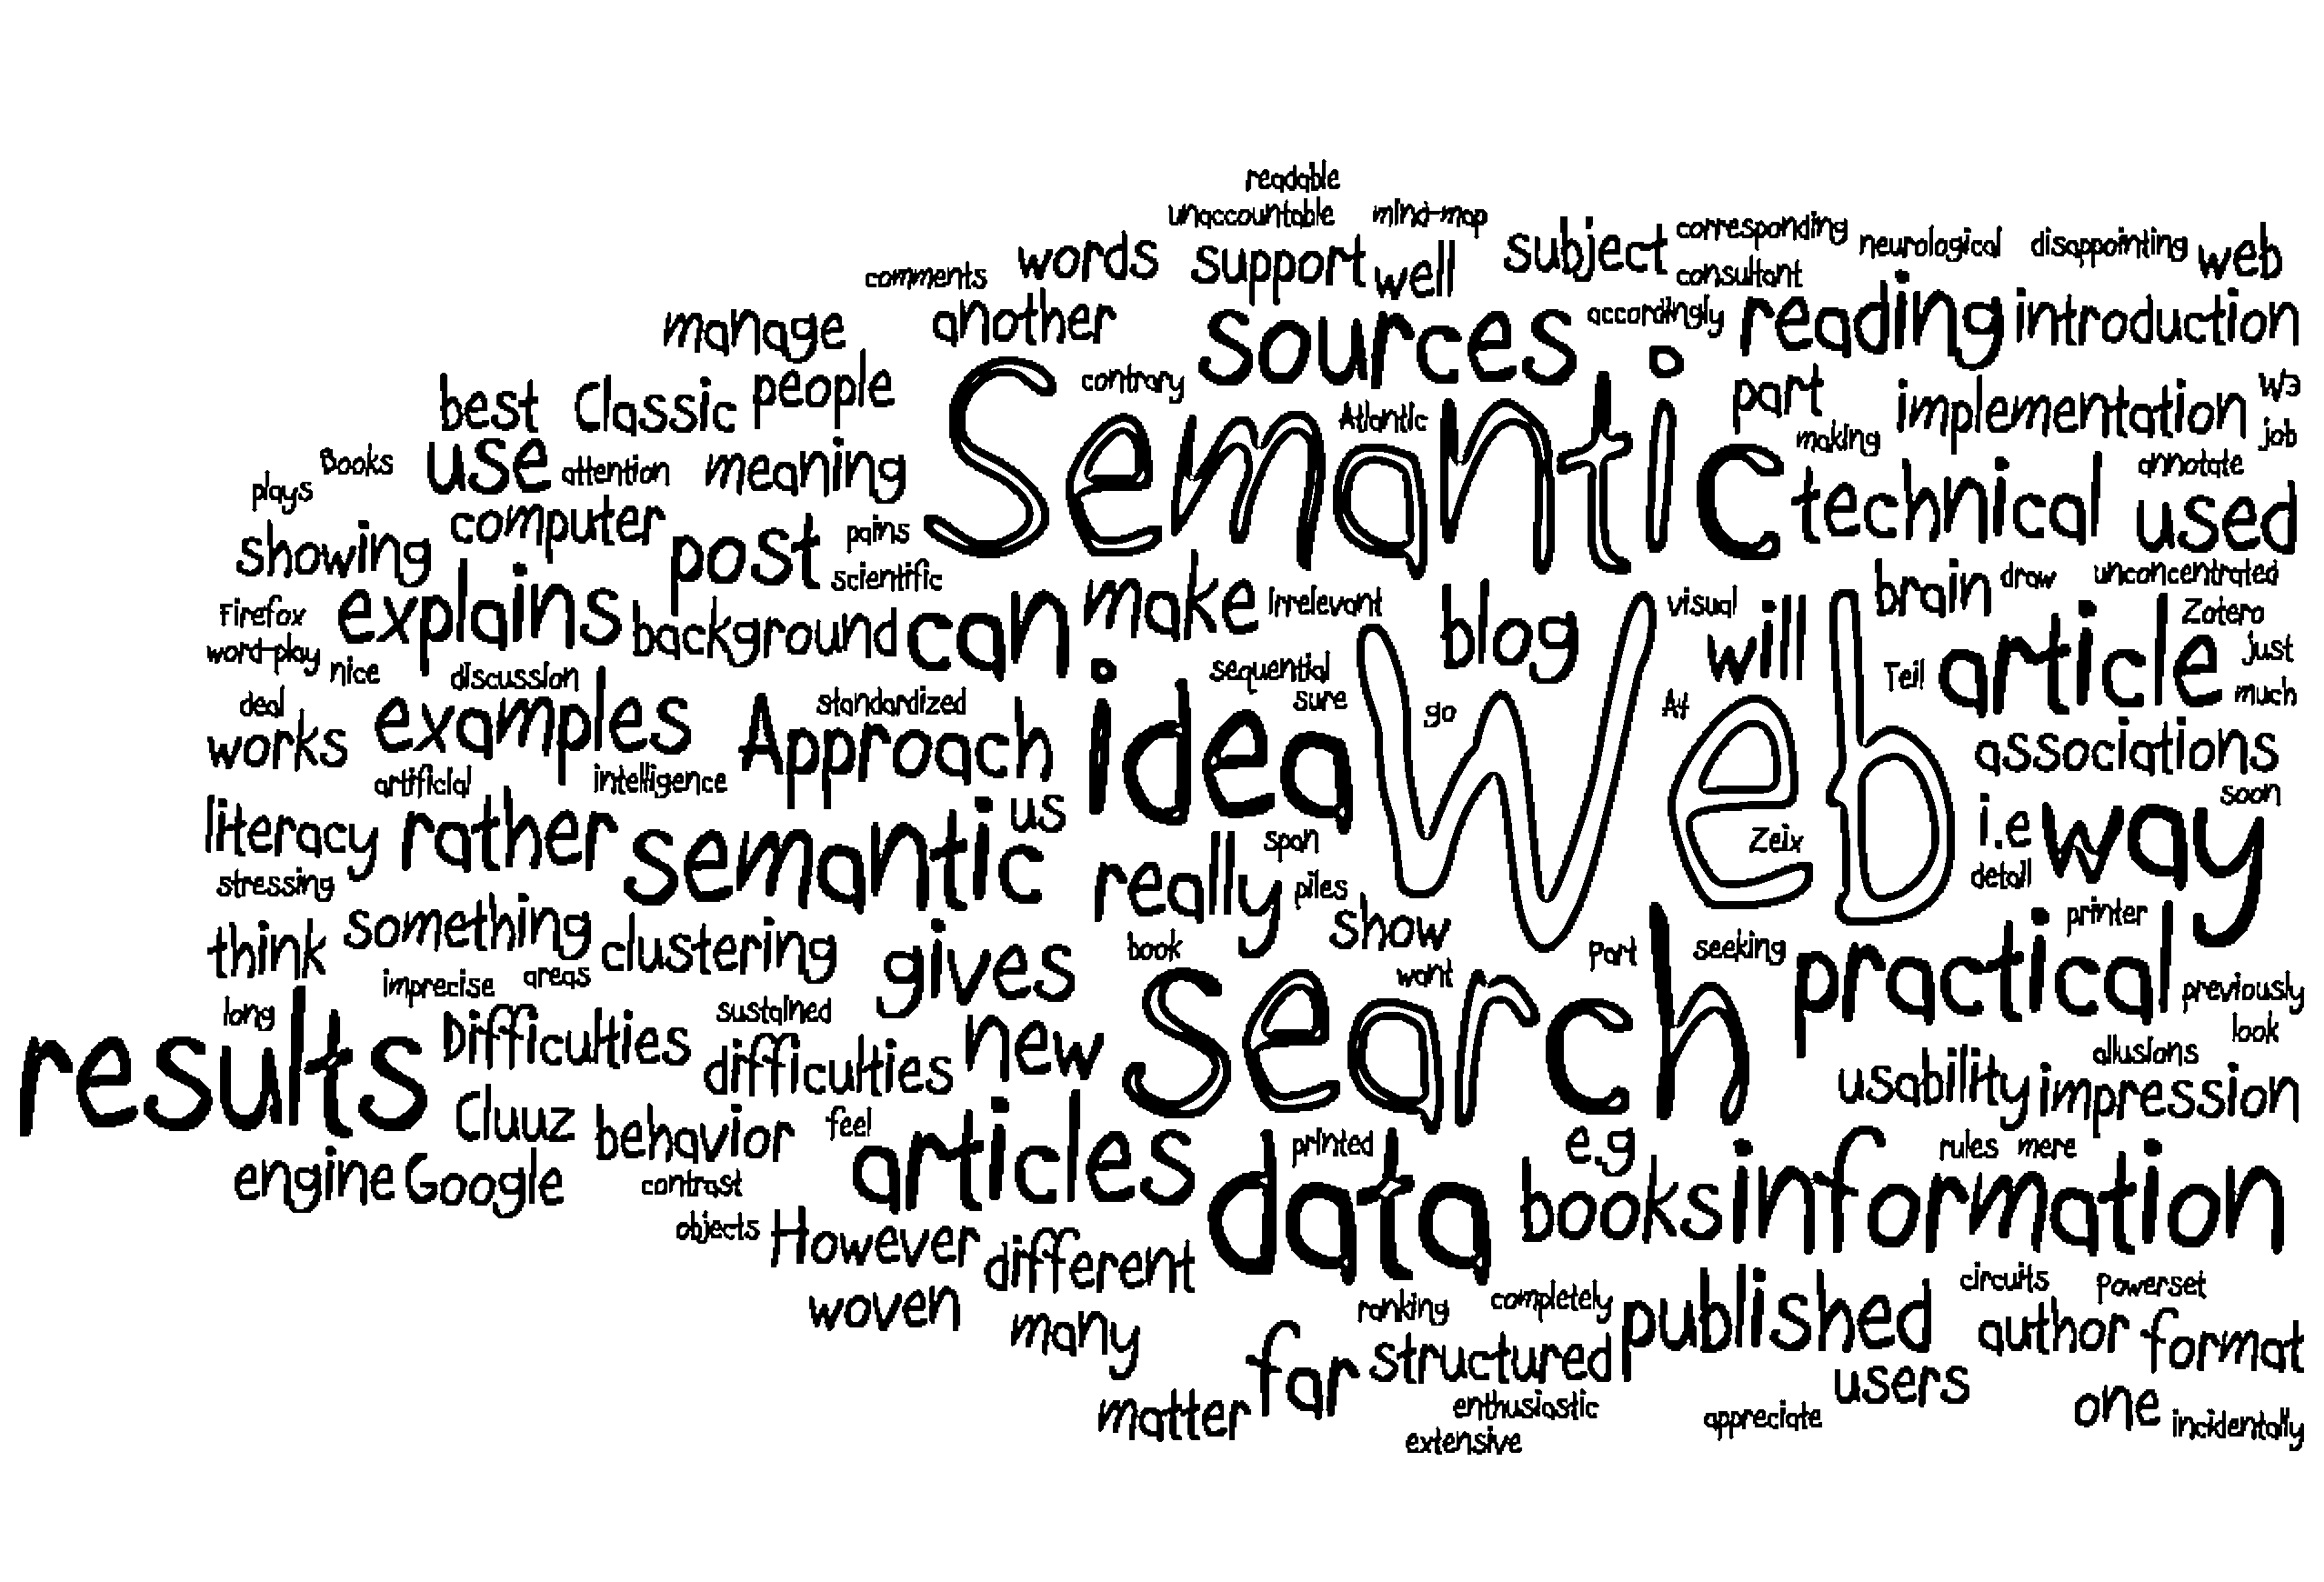 readable
unaccountable mind-map
words support well subject corresponding neurological disappointing web
comments consultant
manage another sources accordingly reading introduction
best Classic people Semantic contrary Atlantic part implementation W3
Books use attention meaning making job
plays annotate
showing computer post pains technical used
scientific
Firefox explains background can make Irrelevant blog visual will brain draw unconcentrated
Zotero
word-play nice discussion sequential Web Teil article just
deal standardized sure go At much
works examples Approach idea associations
artificial intelligence
literacy rather semantic us Zeix i.e way soon
stressing really span piles detail
think something clustering gives book show Part seeking practical printer
imprecise areas want previously
long sustained look
results Difficulties difficulties new search allusions
Cluuz behavior feel usability impression
engine Google contrast articles printed e.g rules mere
objects However different data books information
woven many ranking completely published circuits Powerset
far structured author format
matter enthusiastic appreciate users one incidentally
extensive